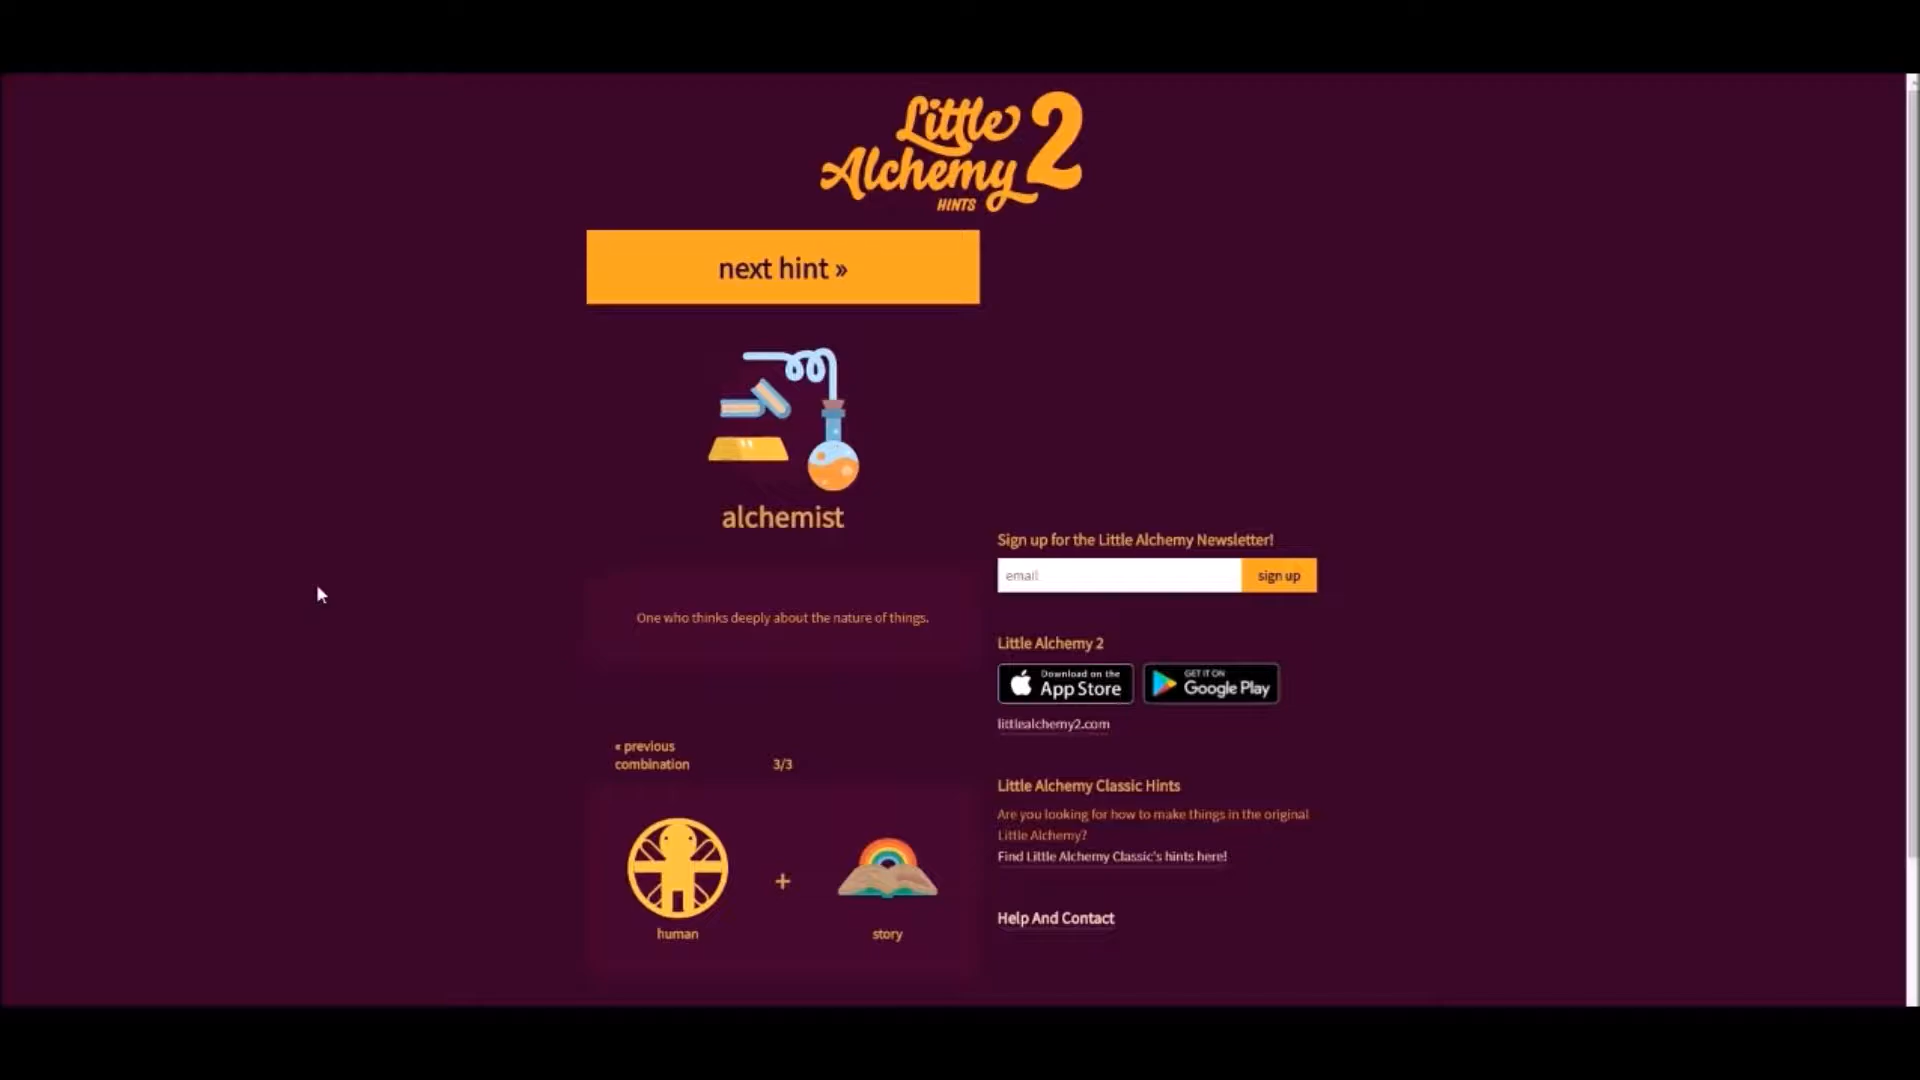 Little
Alchemy 2
HINTS
next hint »
alchemist
One who thinks deeply about the nature of things.
« previous
combination
3/3
human
+
story
Sign up for the Little Alchemy Newsletter!
email
sign up
Little Alchemy 2
Download on the
App Store
GET IT ON
Google Play
littlealchemy2.com
Little Alchemy Classic Hints
Are you looking for how to make things in the original
Little Alchemy?
Find Little Alchemy Classic's hints here!
Help And Contact